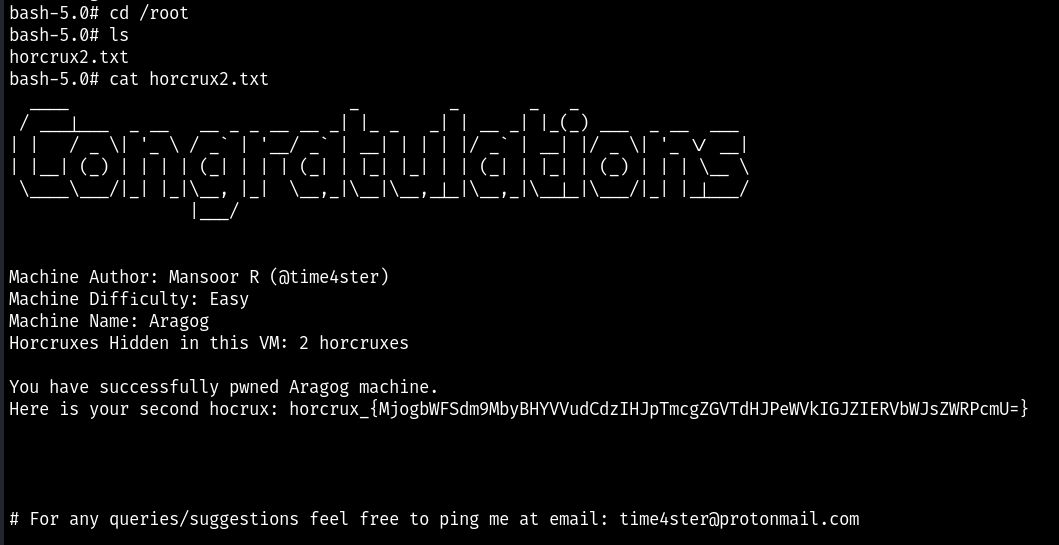 bash-5.0# cd /root
bash-5.0# ls
horcrux2.txt
bash-5.0# cat horcrux2.txt
Congratulations
Machine Author: Mansoor R (@time4ster)
Machine Difficulty: Easy
Machine Name: Aragog
Horcruxes Hidden in this VM: 2 horcruxes
You have successfully pwned Aragog machine.
Here is your second hocrux: horcrux_{MjogbWFSdm9MbyBHYVVudCdzIHJpTmcgZGVTdHJPeWVkIGJZIERVbWJsZWRPcmU=}
# For any queries/suggestions feel free to ping me at email: time4ster@protonmail.com